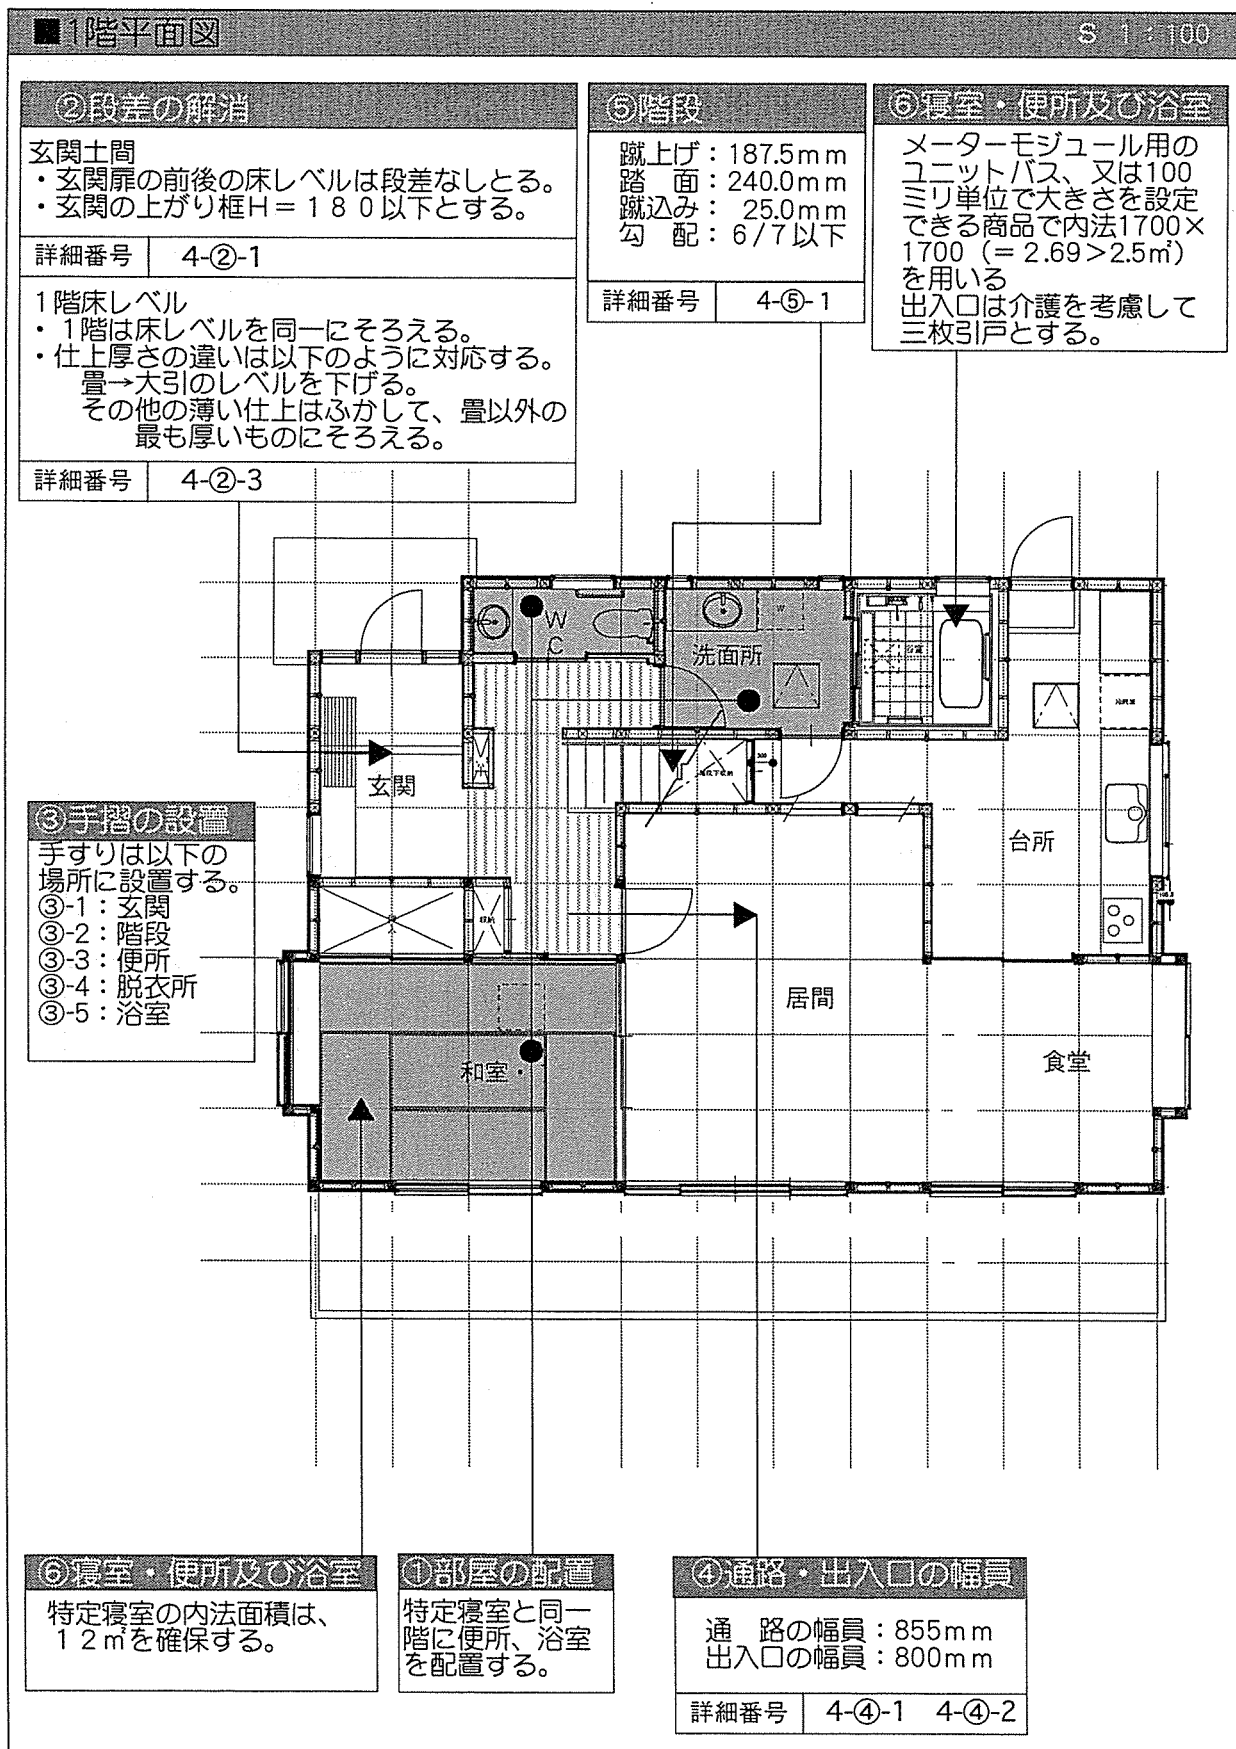 ■1階平面図
S 1:100
②段差の解消
玄関土間
・玄関扉の前後の床レベルは段差なしとる。
・玄関の上がり框H=180以下とする。
詳細番号 4-②-1
1階床レベル
・1階は床レベルを同一にそろえる。
・仕上厚さの違いは以下のように対応する。
畳→大引のレベルを下げる。
その他の薄い仕上はふかして、畳以外の
最も厚いものにそろえる。
詳細番号 4-②-3
⑤階段
蹴上げ:187.5mm
踏 面:240.0mm
蹴込み: 25.0mm
勾 配:6/7以下
詳細番号 4-⑤-1
⑥寝室・便所及び浴室
メーターモジュール用の
ユニットバス、又は100
ミリ単位で大きさを設定
できる商品で内法1700×
1700(=2.69>2.5㎡)
を用いる
出入口は介護を考慮して
三枚引戸とする。
WC
洗面所
浴室
冷蔵庫
玄関
階段下収納
300
台所
収納
③手摺の設置
手すりは以下の
場所に設置する。
③-1:玄関
③-2:階段
③-3:便所
③-4:脱衣所
③-5:浴室
居間
食堂
和室
⑥寝室・便所及び浴室
特定寝室の内法面積は、
12㎡を確保する。
①部屋の配置
特定寝室と同一
階に便所、浴室
を配置する。
④通路・出入口の幅員
通 路の幅員:855mm
出入口の幅員:800mm
詳細番号 4-④-1 4-④-2